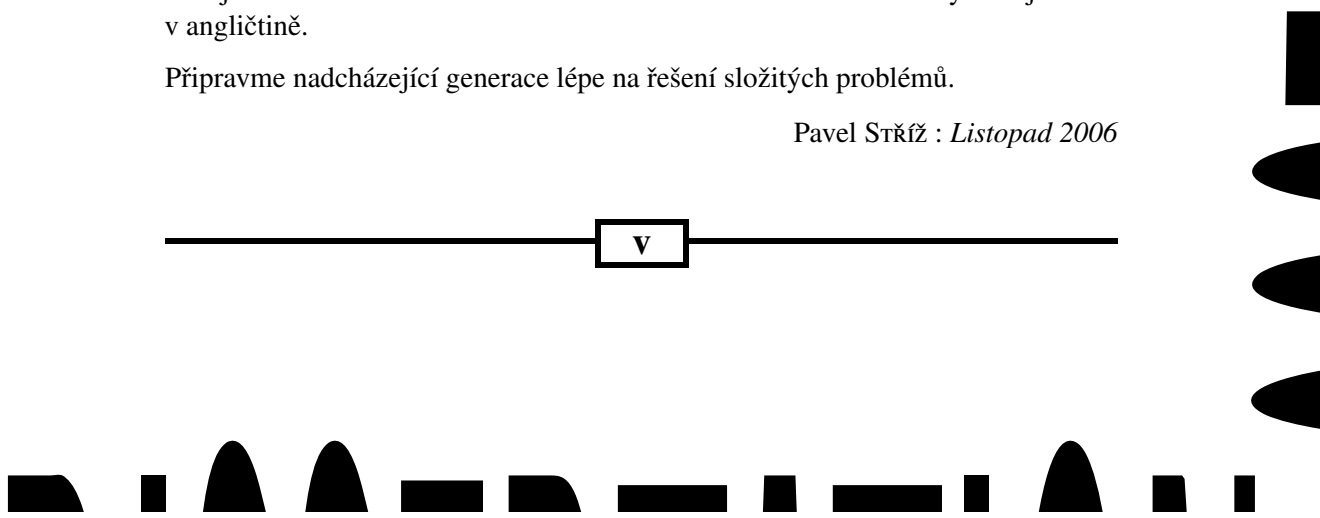 v angličtině.
Připravme nadcházející generace lépe na řešení složitých problémů.
Pavel Stříž : Listopad 2006
v